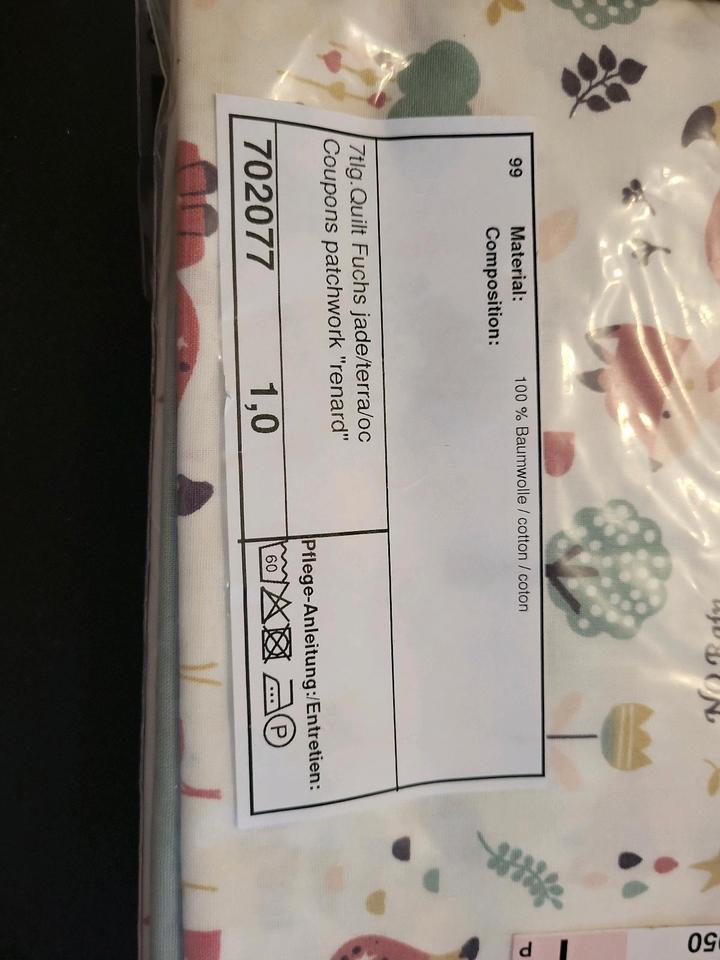 99 Material: 100 % Baumwolle / cotton / coton
Composition:
7tlg.Quilt Fuchs jade/terra/oc
Coupons patchwork "renard"
702077 1,0
Pflege-Anleitung:/Entretien:
60
P
050
P